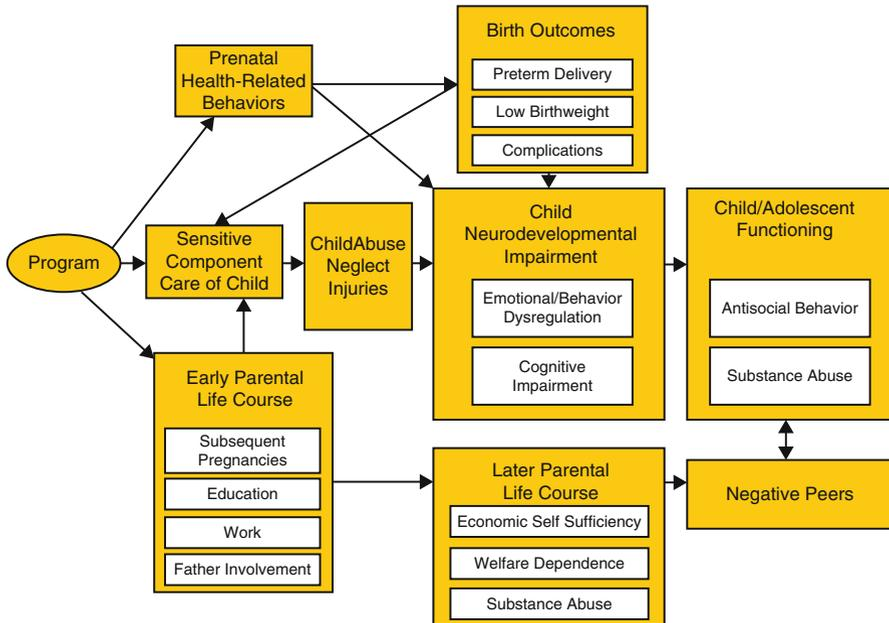 Birth Outcomes
Preterm Delivery
Low Birthweight
Complications
Prenatal
Health-Related
Behaviors
Program
Sensitive
Component
Care of Child
ChildAbuse
Neglect
Injuries
Child
Neurodevelopmental
Impairment
Emotional/Behavior
Dysregulation
Cognitive
Impairment
Child/Adolescent
Functioning
Antisocial Behavior
Substance Abuse
Early Parental
Life Course
Subsequent
Pregnancies
Education
Work
Father Involvement
Later Parental
Life Course
Economic Self Sufficiency
Welfare Dependence
Substance Abuse
Negative Peers